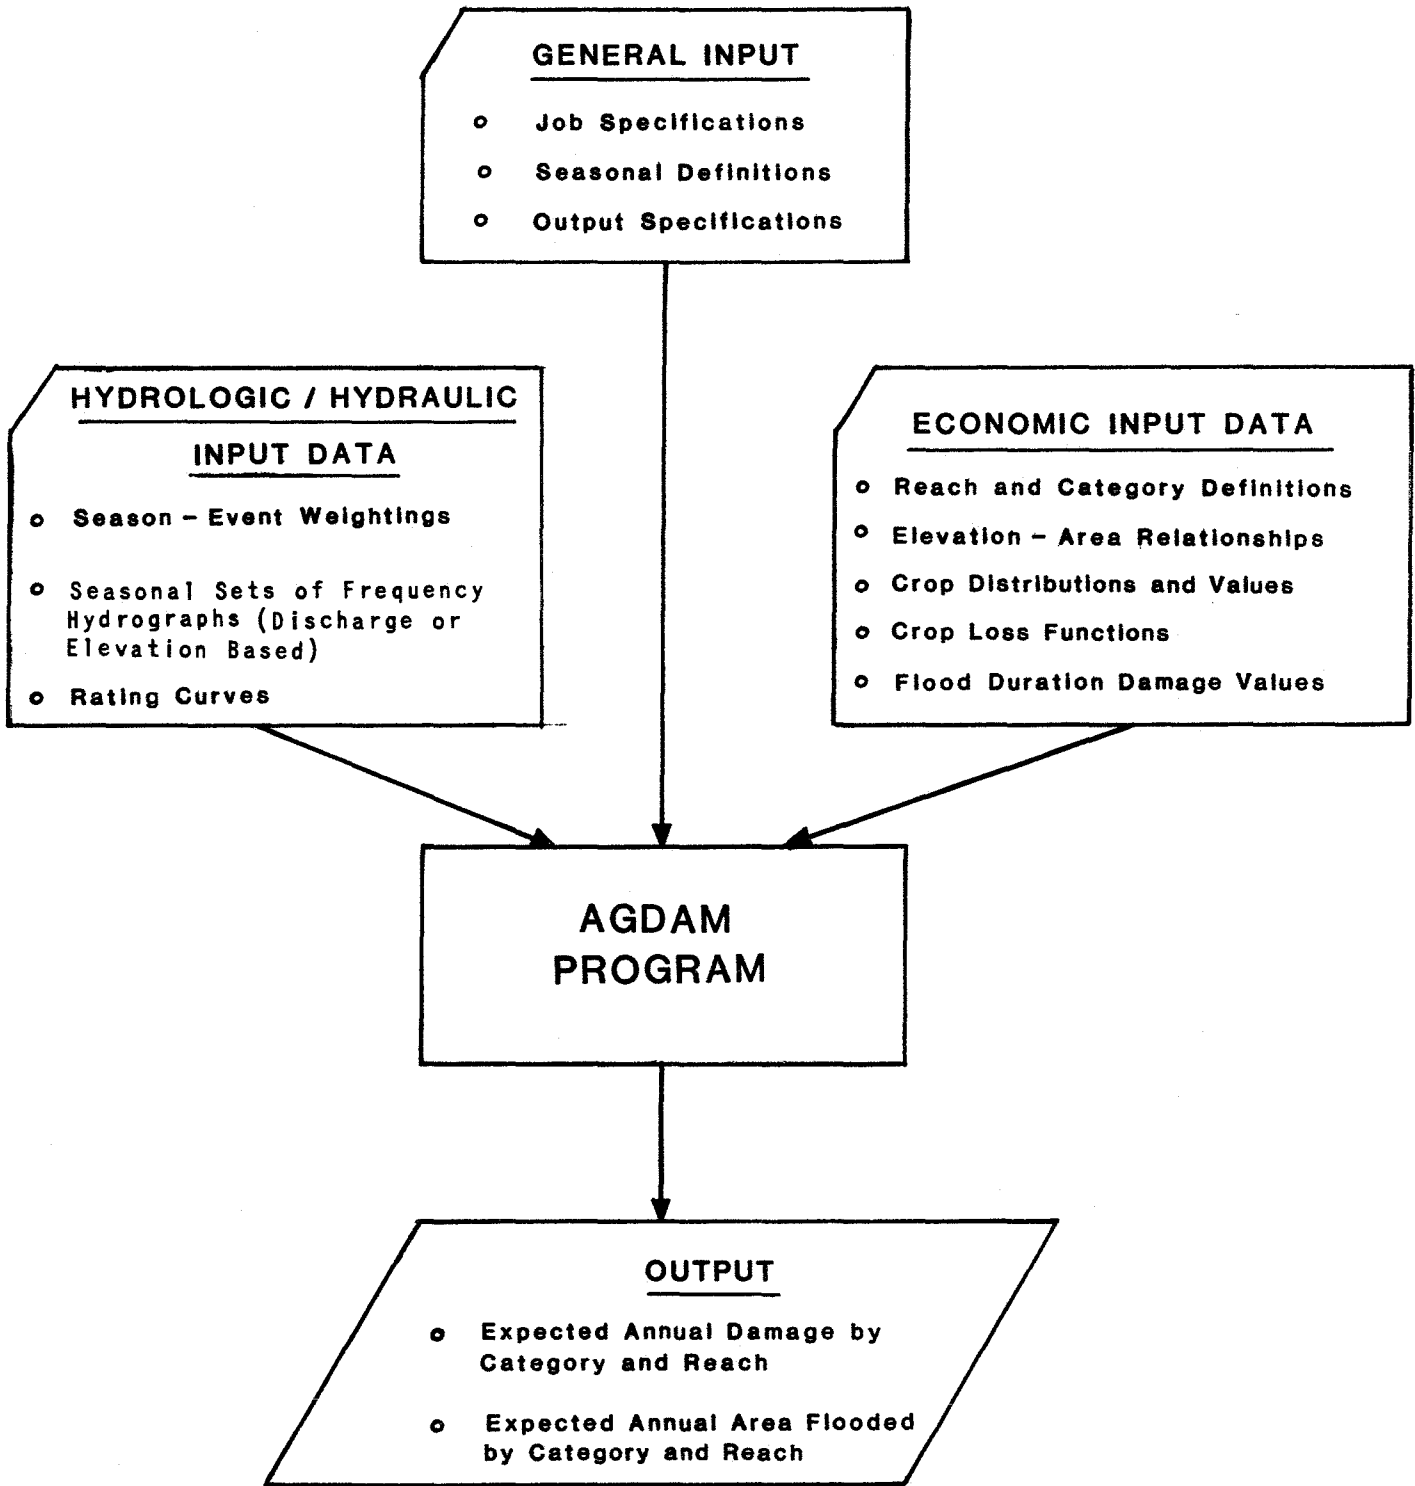 GENERAL INPUT
o Job Specifications
o Seasonal Definitions
o Output Specifications
HYDROLOGIC / HYDRAULIC
INPUT DATA
o Season – Event Weightings
o Seasonal Sets of Frequency
Hydrographs (Discharge or
Elevation Based)
o Rating Curves
ECONOMIC INPUT DATA
o Reach and Category Definitions
o Elevation – Area Relationships
o Crop Distributions and Values
o Crop Loss Functions
o Flood Duration Damage Values
AGDAM
PROGRAM
OUTPUT
o Expected Annual Damage by
Category and Reach
o Expected Annual Area Flooded
by Category and Reach